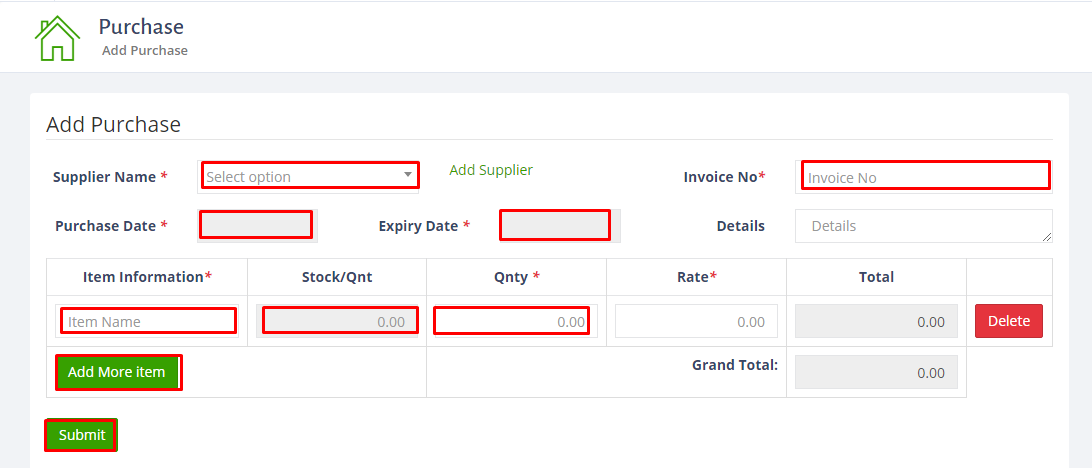 Purchase
Add Purchase
Add Purchase
Supplier Name * Select option Add Supplier Invoice No* Invoice No
Purchase Date * Expiry Date * Details Details
Item Information* Stock/Qnt Qnty * Rate* Total
Item Name 0.00 0.00 0.00 0.00 Delete
Add More item Grand Total: 0.00
Submit